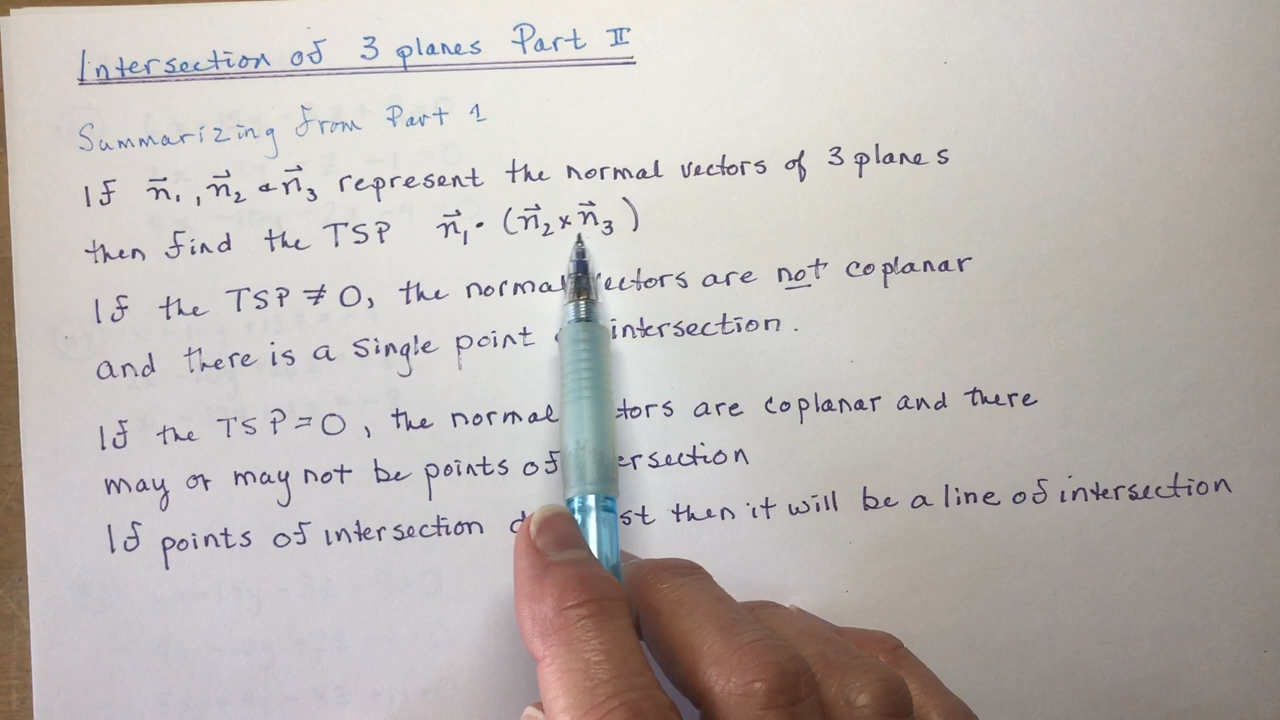 Intersection of 3 planes Part II
Summarizing from Part 1
If n⃗₁, n⃗₂ & n⃗₃ represent the normal vectors of 3 planes
then find the TSP n⃗₁ · (n⃗₂ × n⃗₃)
If the TSP ≠ 0, the normal ectors are not coplanar
and there is a single point intersection.
If the TSP = 0, the normal tors are coplanar and there
may or may not be points of ersection
If points of intersection d st then it will be a line of intersection